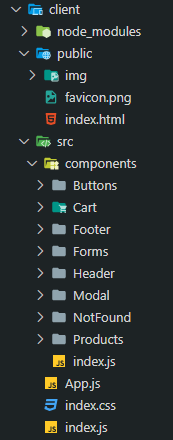 client
node_modules
public
img
favicon.png
index.html
src
components
Buttons
Cart
Footer
Forms
Header
Modal
NotFound
Products
index.js
App.js
index.css
index.js